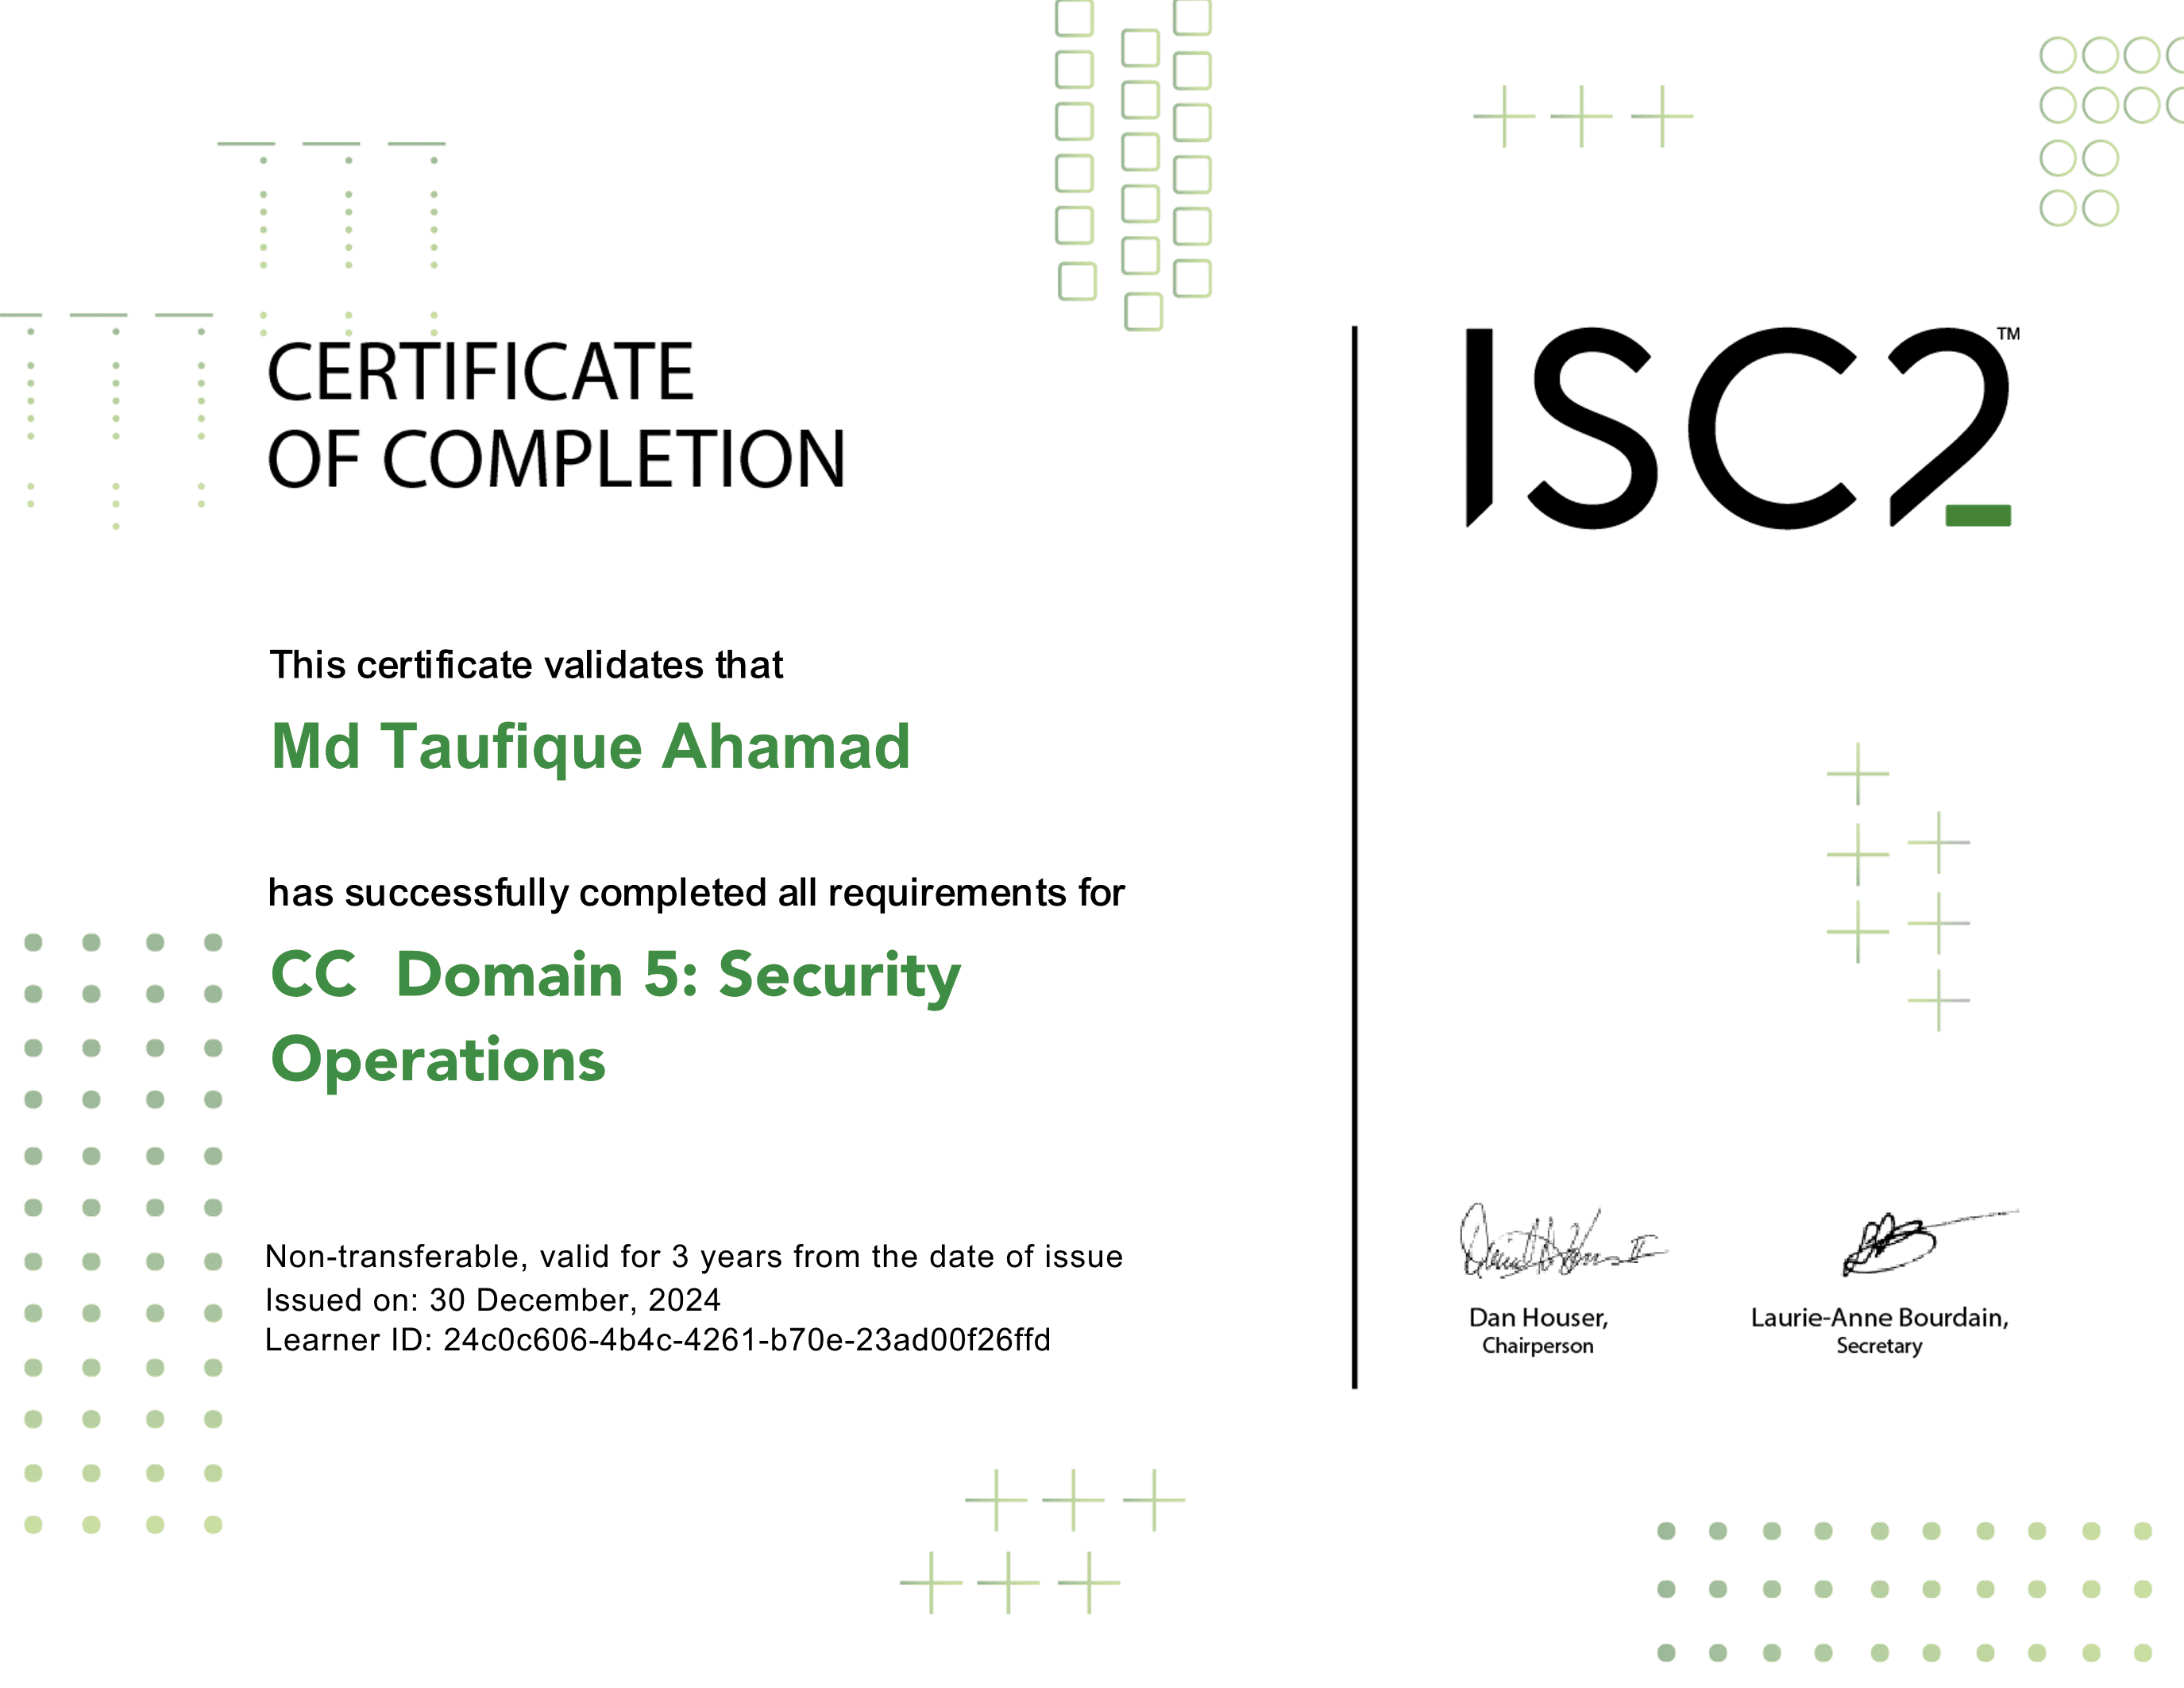 CERTIFICATE
OF COMPLETION
ISC2™
This certificate validates that
Md Taufique Ahamad
has successfully completed all requirements for
CC Domain 5: Security
Operations
Non-transferable, valid for 3 years from the date of issue
Issued on: 30 December, 2024
Learner ID: 24c0c606-4b4c-4261-b70e-23ad00f26ffd
Dan Houser,
Chairperson
Laurie-Anne Bourdain,
Secretary